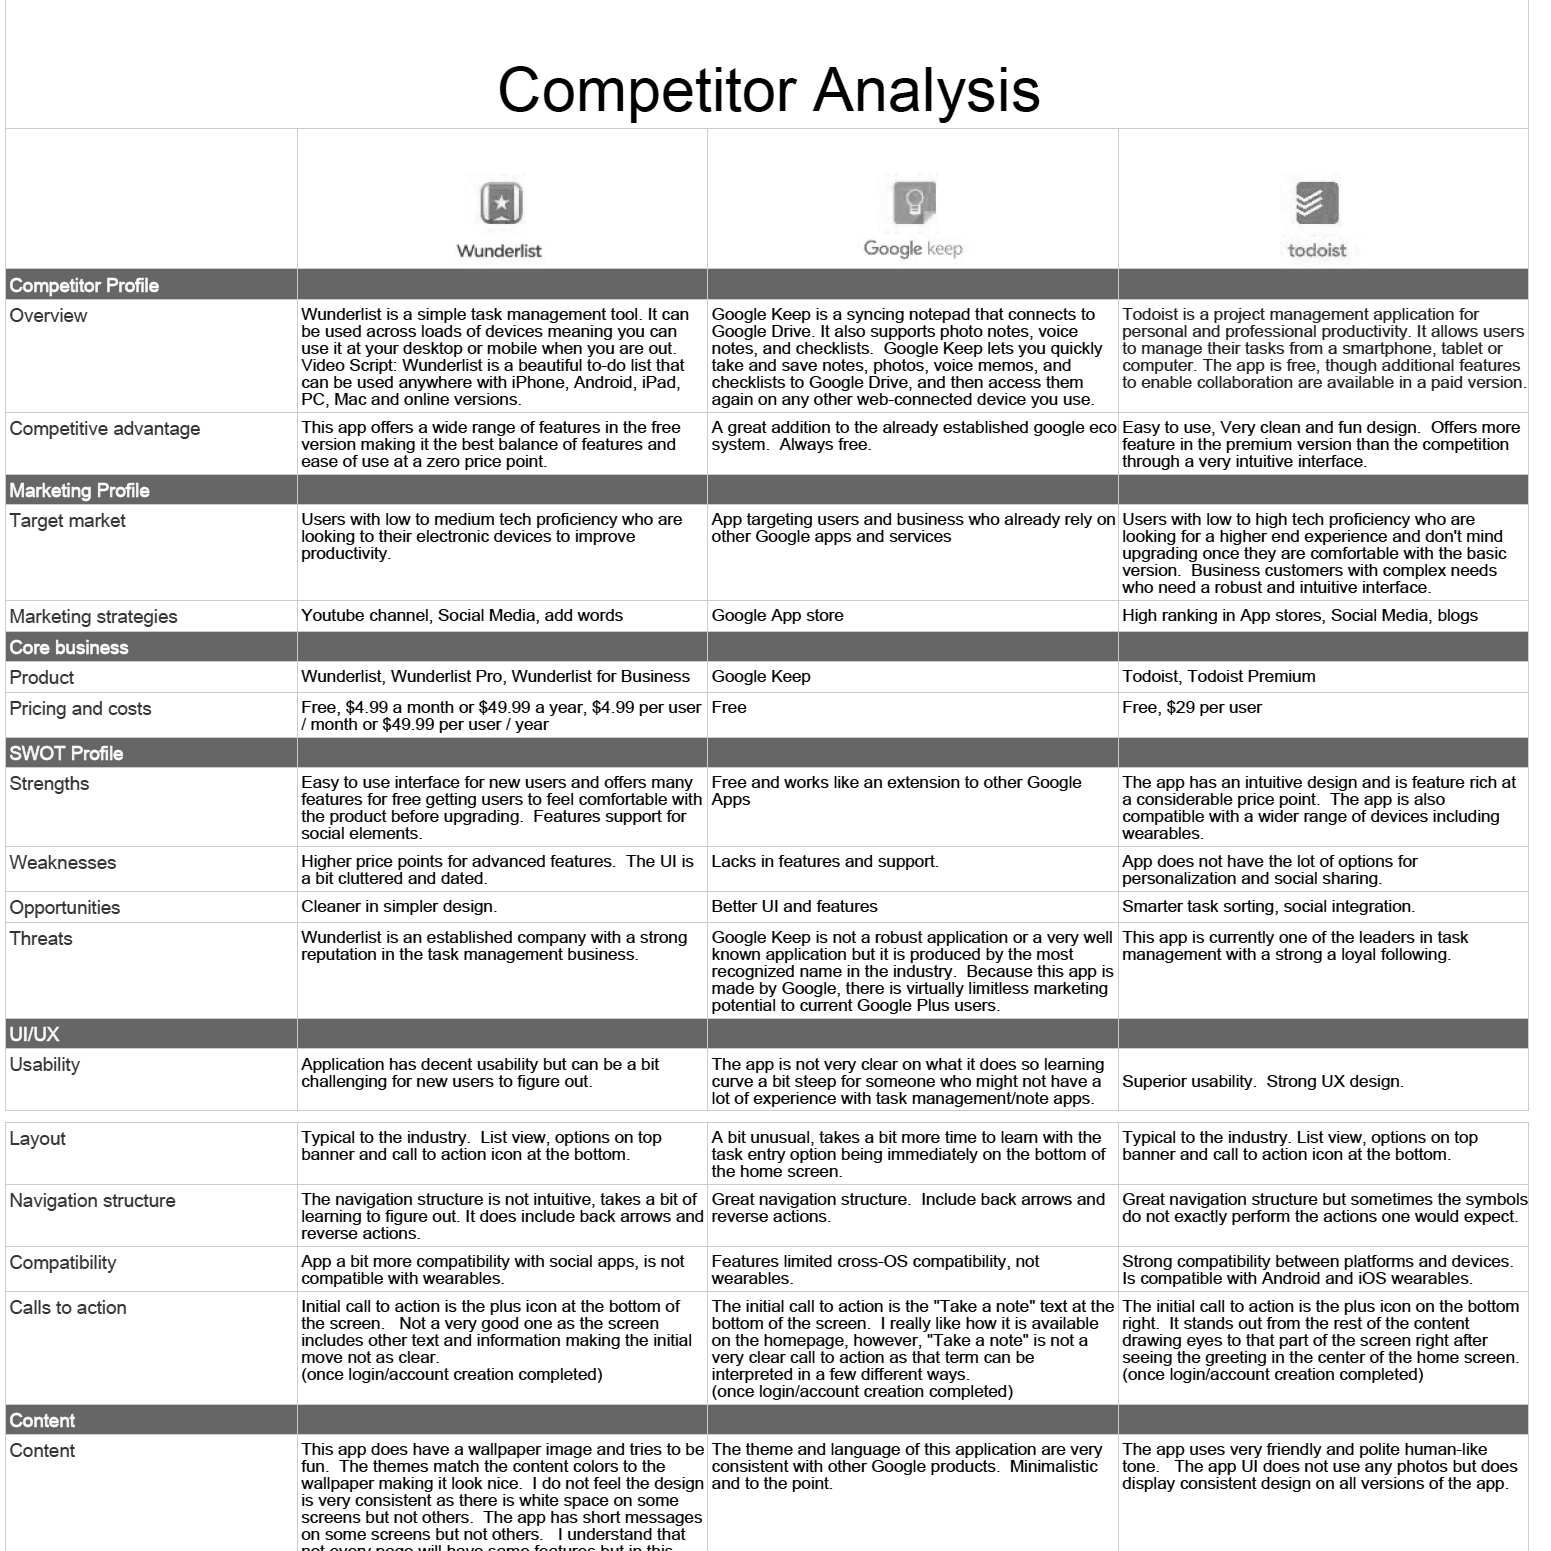 Competitor Analysis
Wunderlist
Google keep
todoist
Competitor Profile
Overview
Wunderlist is a simple task management tool. It can
be used across loads of devices meaning you can
use it at your desktop or mobile when you are out.
Video Script: Wunderlist is a beautiful to-do list that
can be used anywhere with iPhone, Android, iPad,
PC, Mac and online versions.
Google Keep is a syncing notepad that connects to
Google Drive. It also supports photo notes, voice
notes, and checklists.  Google Keep lets you quickly
take and save notes, photos, voice memos, and
checklists to Google Drive, and then access them
again on any other web-connected device you use.
Todoist is a project management application for
personal and professional productivity. It allows users
to manage their tasks from a smartphone, tablet or
computer. The app is free, though additional features
to enable collaboration are available in a paid version.
Competitive advantage
This app offers a wide range of features in the free
version making it the best balance of features and
ease of use at a zero price point.
A great addition to the already established google eco
system.  Always free.
Easy to use, Very clean and fun design.  Offers more
feature in the premium version than the competition
through a very intuitive interface.
Marketing Profile
Target market
Users with low to medium tech proficiency who are
looking to their electronic devices to improve
productivity.
App targeting users and business who already rely on
other Google apps and services
Users with low to high tech proficiency who are
looking for a higher end experience and don't mind
upgrading once they are comfortable with the basic
version.  Business customers with complex needs
who need a robust and intuitive interface.
Marketing strategies
Youtube channel, Social Media, add words
Google App store
High ranking in App stores, Social Media, blogs
Core business
Product
Wunderlist, Wunderlist Pro, Wunderlist for Business
Google Keep
Todoist, Todoist Premium
Pricing and costs
Free, $4.99 a month or $49.99 a year, $4.99 per user
/ month or $49.99 per user / year
Free
Free, $29 per user
SWOT Profile
Strengths
Easy to use interface for new users and offers many
features for free getting users to feel comfortable with
the product before upgrading.  Features support for
social elements.
Free and works like an extension to other Google
Apps
The app has an intuitive design and is feature rich at
a considerable price point.  The app is also
compatible with a wider range of devices including
wearables.
Weaknesses
Higher price points for advanced features.  The UI is
a bit cluttered and dated.
Lacks in features and support.
App does not have the lot of options for
personalization and social sharing.
Opportunities
Cleaner in simpler design.
Better UI and features
Smarter task sorting, social integration.
Threats
Wunderlist is an established company with a strong
reputation in the task management business.
Google Keep is not a robust application or a very well
known application but it is produced by the most
recognized name in the industry.  Because this app is
made by Google, there is virtually limitless marketing
potential to current Google Plus users.
This app is currently one of the leaders in task
management with a strong a loyal following.
UI/UX
Usability
Application has decent usability but can be a bit
challenging for new users to figure out.
The app is not very clear on what it does so learning
curve a bit steep for someone who might not have a
lot of experience with task management/note apps.
Superior usability.  Strong UX design.
Layout
Typical to the industry.  List view, options on top
banner and call to action icon at the bottom.
A bit unusual, takes a bit more time to learn with the
task entry option being immediately on the bottom of
the home screen.
Typical to the industry. List view, options on top
banner and call to action icon at the bottom.
Navigation structure
The navigation structure is not intuitive, takes a bit of
learning to figure out. It does include back arrows and
reverse actions.
Great navigation structure.  Include back arrows and
reverse actions.
Great navigation structure but sometimes the symbols
do not exactly perform the actions one would expect.
Compatibility
App a bit more compatibility with social apps, is not
compatible with wearables.
Features limited cross-OS compatibility, not
wearables.
Strong compatibility between platforms and devices.
Is compatible with Android and iOS wearables.
Calls to action
Initial call to action is the plus icon at the bottom of
the screen.   Not a very good one as the screen
includes other text and information making the initial
move not as clear.
(once login/account creation completed)
The initial call to action is the "Take a note" text at the
bottom of the screen.  I really like how it is available
on the homepage, however, "Take a note" is not a
very clear call to action as that term can be
interpreted in a few different ways.
(once login/account creation completed)
The initial call to action is the plus icon on the bottom
right.  It stands out from the rest of the content
drawing eyes to that part of the screen right after
seeing the greeting in the center of the home screen.
(once login/account creation completed)
Content
Content
This app does have a wallpaper image and tries to be
fun.  The themes match the content colors to the
wallpaper making it look nice.  I do not feel the design
is very consistent as there is white space on some
screens but not others.  The app has short messages
on some screens but not others.   I understand that
not every page will have some features but in this
The theme and language of this application are very
consistent with other Google products.  Minimalistic
and to the point.
The app uses very friendly and polite human-like
tone.   The app UI does not use any photos but does
display consistent design on all versions of the app.